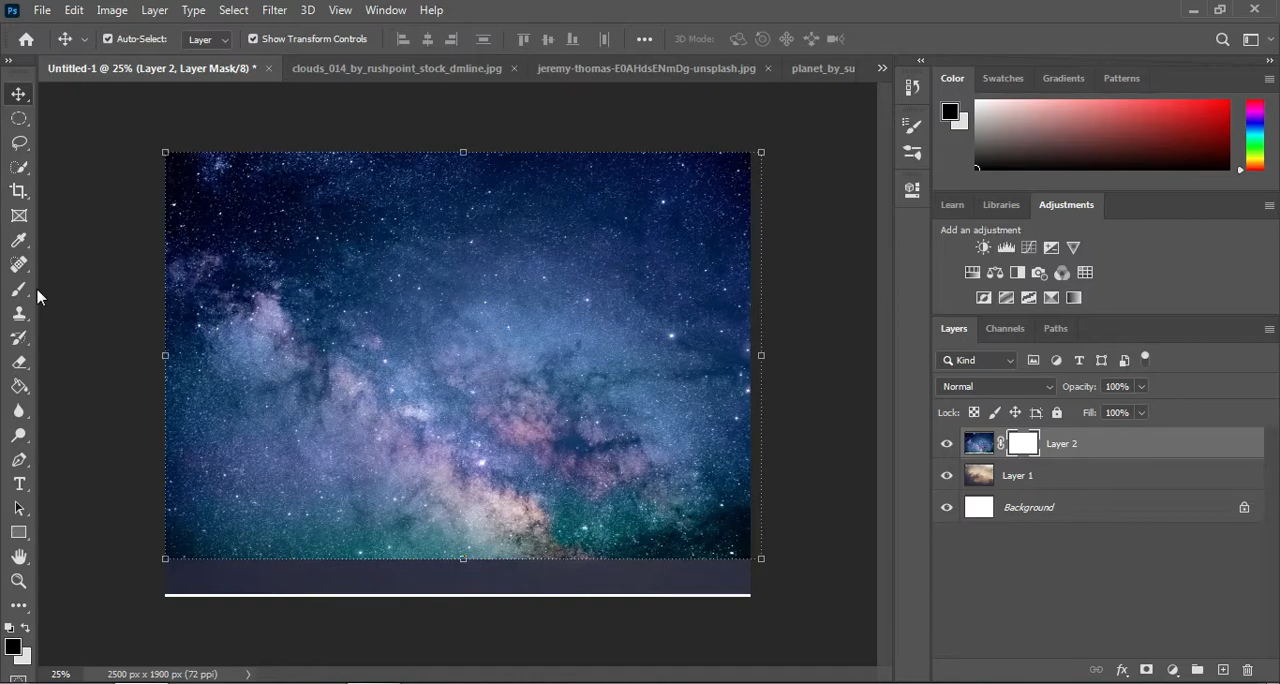 Ps File Edit Image Layer Type Select Filter 3D View Window Help
Auto-Select: Layer Show Transform Controls 3D Mode:
Untitled-1 @ 25% (Layer 2, Layer Mask/8) * × clouds_014_by_rushpoint_stock_dmline.jpg × jeremy-thomas-E0AHdsENmDg-unsplash.jpg × planet_by_su
Color Swatches Gradients Patterns
Learn Libraries Adjustments
Add an adjustment
Layers Channels Paths
Kind
Normal Opacity: 100%
Lock: Fill: 100%
Layer 2
Layer 1
Background
25% 2500 px x 1900 px (72 ppi)